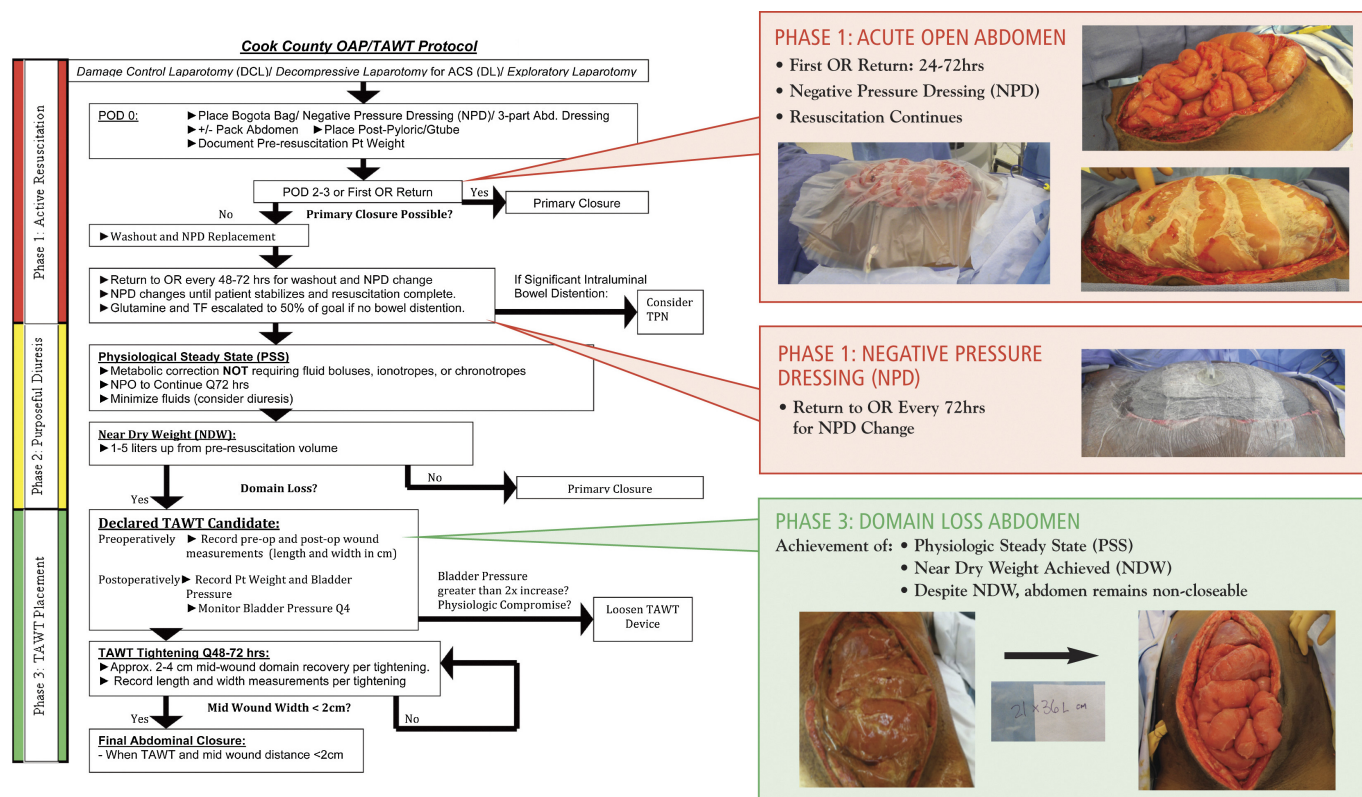 Cook County OAP/TAWT Protocol
Damage Control Laparotomy (DCL)/ Decompressive Laparotomy for ACS (DL)/ Exploratory Laparotomy
POD 0:
►Place Bogota Bag/ Negative Pressure Dressing (NPD)/ 3-part Abd. Dressing
►+/- Pack Abdomen ►Place Post-Pyloric/Gtube
►Document Pre-resuscitation Pt Weight
POD 2-3 or First OR Return
Yes
Primary Closure
No
Primary Closure Possible?
►Washout and NPD Replacement
►Return to OR every 48-72 hrs for washout and NPD change
►NPD changes until patient stabilizes and resuscitation complete.
►Glutamine and TF escalated to 50% of goal if no bowel distention.
If Significant Intraluminal
Bowel Distention:
Consider
TPN
Phase 1: Active Resuscitation
Physiological Steady State (PSS)
►Metabolic correction NOT requiring fluid boluses, ionotropes, or chronotropes
►NPO to Continue Q72 hrs
►Minimize fluids (consider diuresis)
Near Dry Weight (NDW):
►1-5 liters up from pre-resuscitation volume
Yes
Domain Loss?
No
Primary Closure
Phase 2: Purposeful Diuresis
Declared TAWT Candidate:
Preoperatively ►Record pre-op and post-op wound
measurements (length and width in cm)
Postoperatively ►Record Pt Weight and Bladder
Pressure
►Monitor Bladder Pressure Q4
Bladder Pressure
greater than 2x increase?
Physiologic Compromise?
Loosen TAWT
Device
TAWT Tightening Q48-72 hrs:
►Approx. 2-4 cm mid-wound domain recovery per tightening.
► Record length and width measurements per tightening
Yes
Mid Wound Width < 2cm?
No
Final Abdominal Closure:
- When TAWT and mid wound distance <2cm
Phase 3: TAWT Placement
PHASE 1: ACUTE OPEN ABDOMEN
• First OR Return: 24-72hrs
• Negative Pressure Dressing (NPD)
• Resuscitation Continues
PHASE 1: NEGATIVE PRESSURE
DRESSING (NPD)
• Return to OR Every 72hrs
for NPD Change
PHASE 3: DOMAIN LOSS ABDOMEN
Achievement of: • Physiologic Steady State (PSS)
• Near Dry Weight Achieved (NDW)
• Despite NDW, abdomen remains non-closeable
21 x 36 L cm